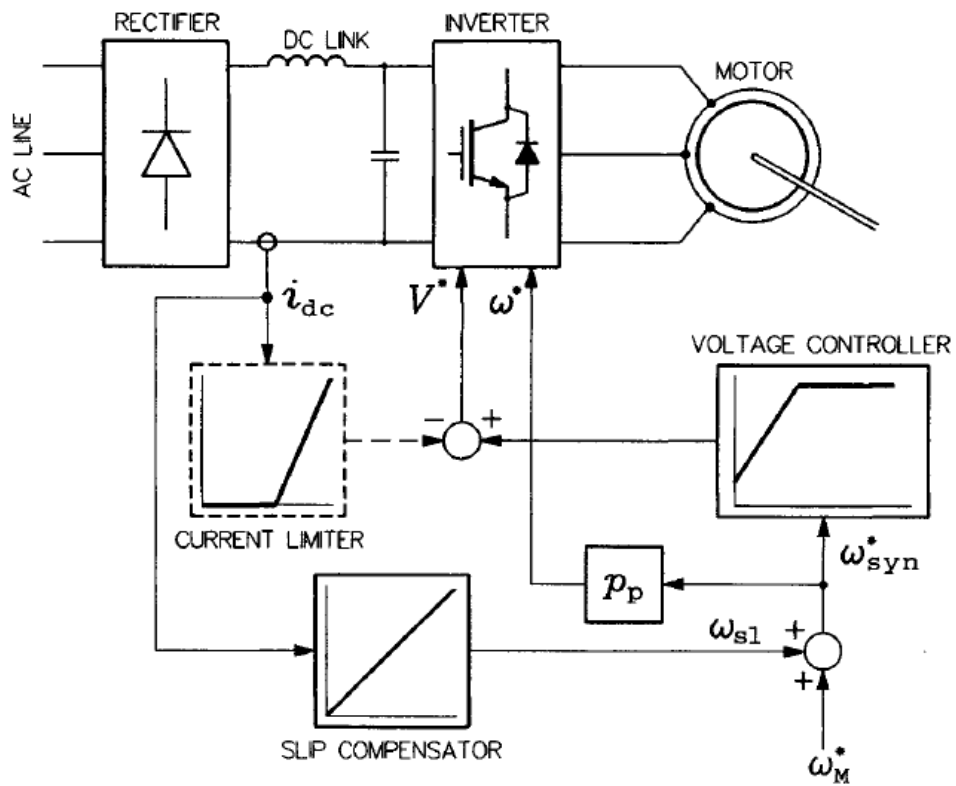 RECTIFIER
DC LINK
INVERTER
MOTOR
AC LINE
i_dc
V*
ω*
VOLTAGE CONTROLLER
−
+
CURRENT LIMITER
ω*_syn
p_p
ω_sl
+
+
SLIP COMPENSATOR
ω*_M